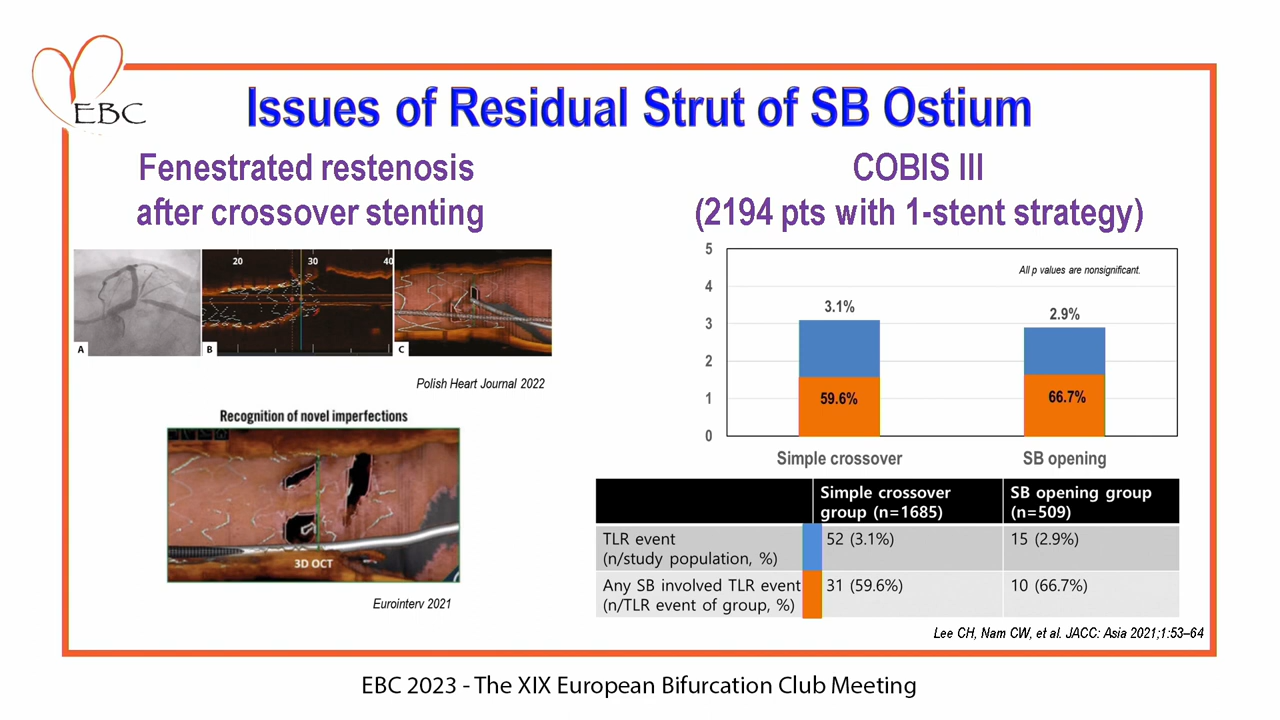 EBC
Issues of Residual Strut of SB Ostium
Fenestrated restenosis
after crossover stenting
20
30
40
A
B
C
Polish Heart Journal 2022
Recognition of novel imperfections
3D OCT
Eurointerv 2021
COBIS III
(2194 pts with 1-stent strategy)
5
4
3
2
1
0
All p values are nonsignificant.
3.1%
2.9%
59.6%
66.7%
Simple crossover
SB opening
Simple crossover
group (n=1685)
SB opening group
(n=509)
TLR event
(n/study population, %)
52 (3.1%)
15 (2.9%)
Any SB involved TLR event
(n/TLR event of group, %)
31 (59.6%)
10 (66.7%)
Lee CH, Nam CW, et al. JACC: Asia 2021;1:53–64
EBC 2023 - The XIX European Bifurcation Club Meeting